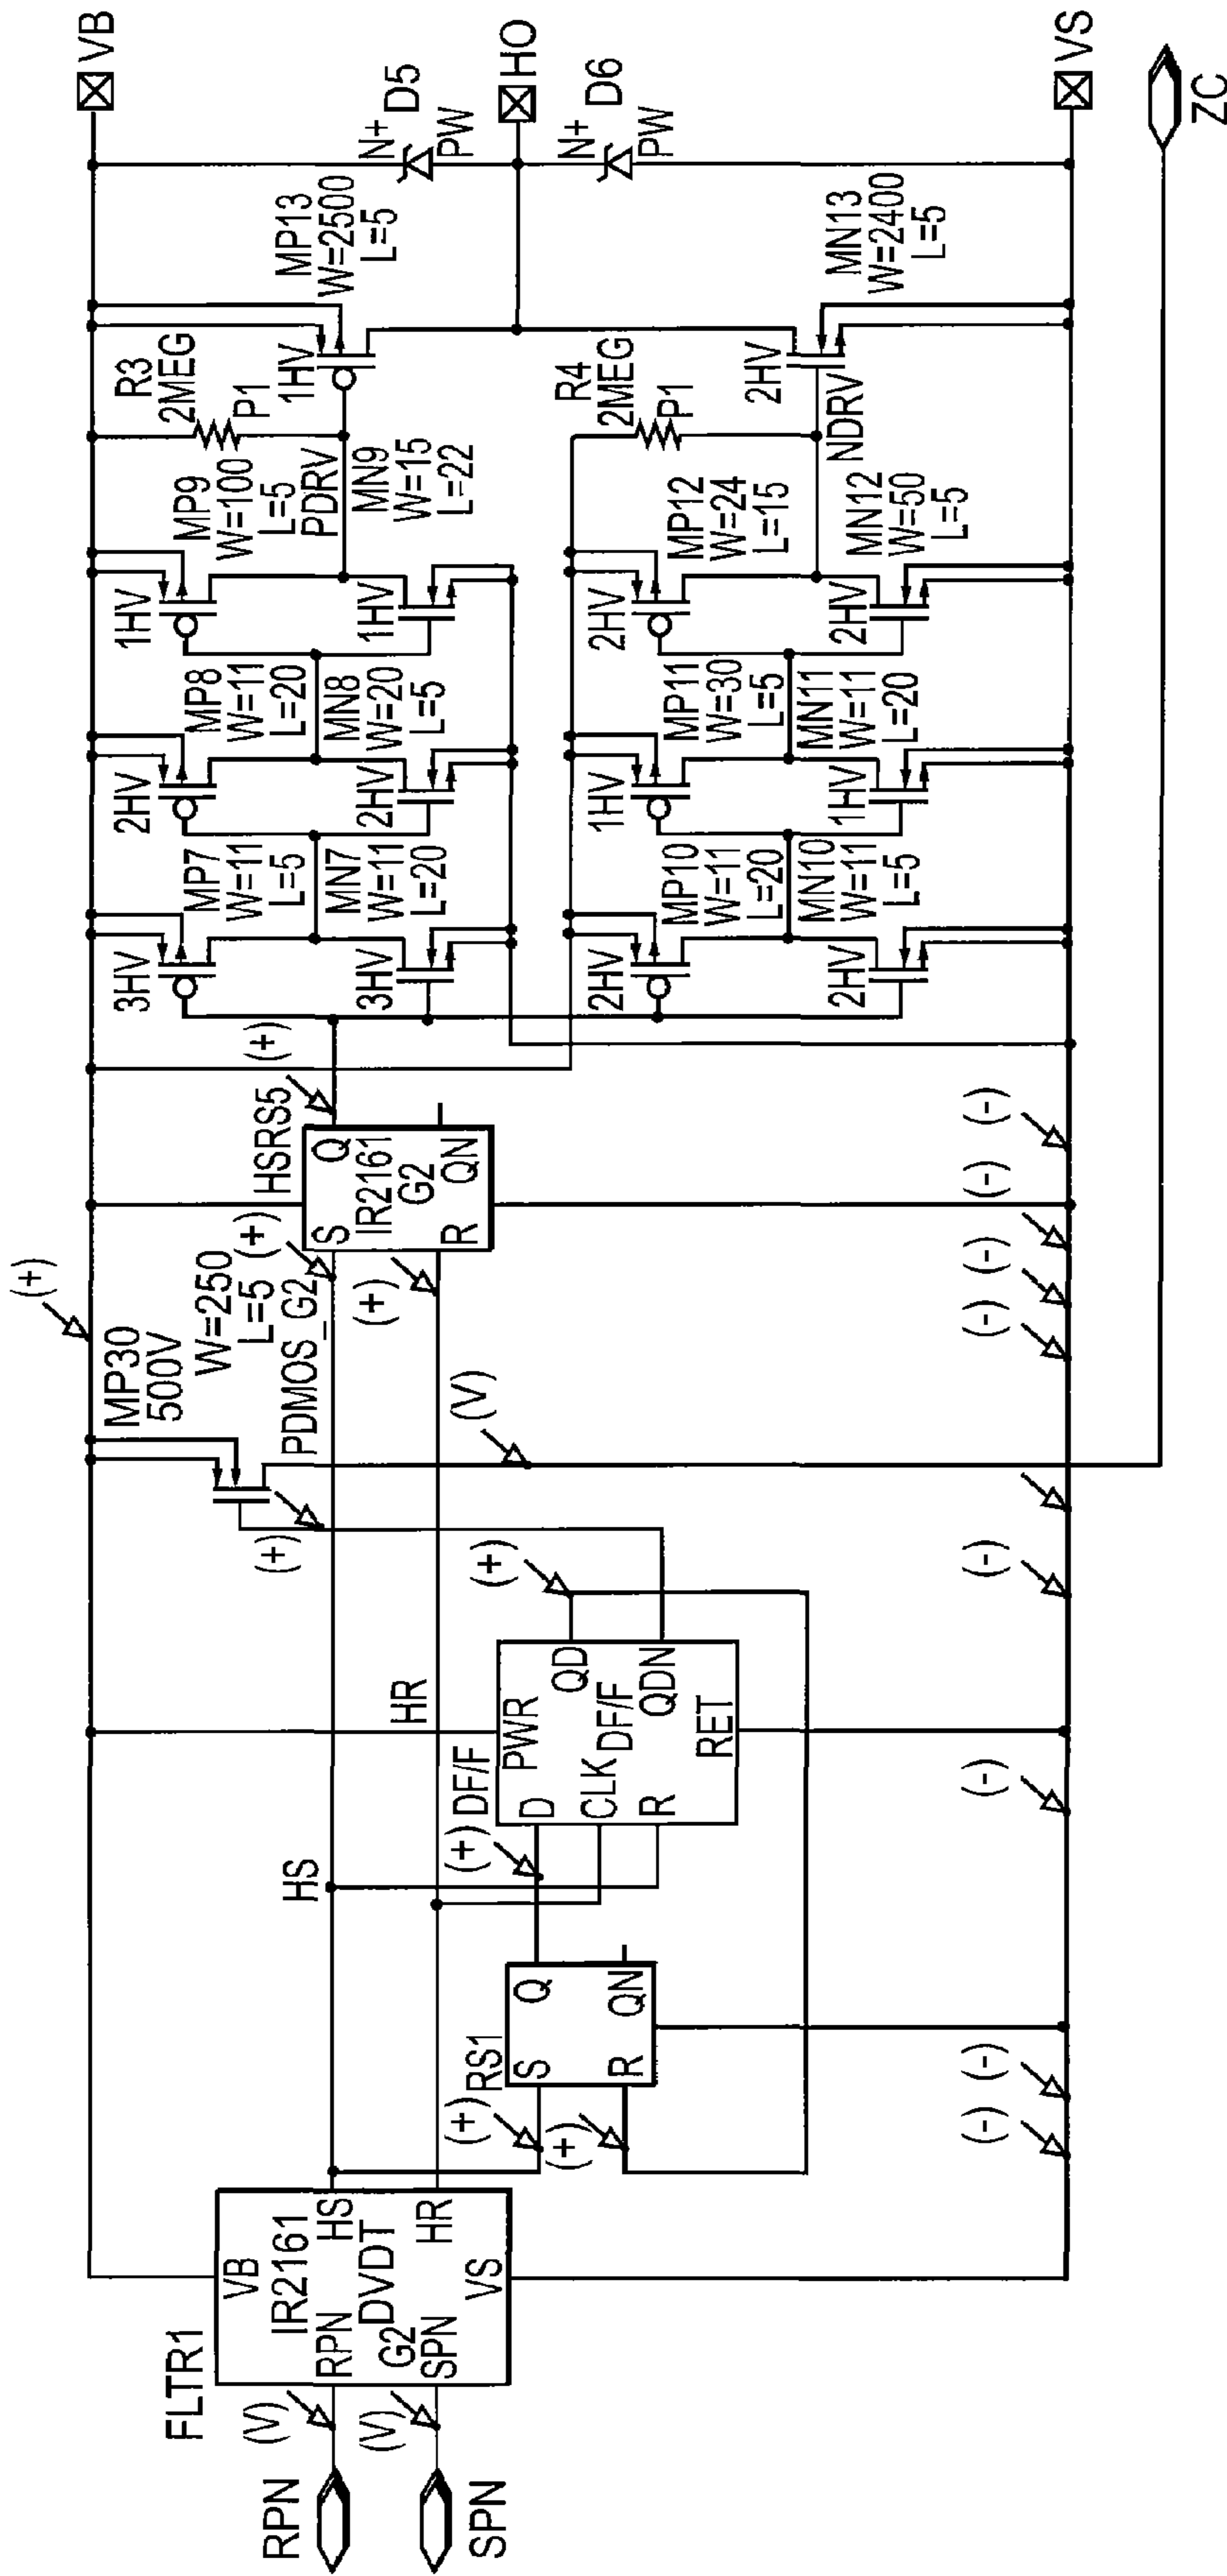 RPN
SPN
(V)
(V)
FLTR1
VB
IR2161
RPN
HS
DVDT
G2
SPN
HR
VS
(+)
(+)
RS1
S
Q
R
QN
HS
HR
(+)
DF/F
PWR
D
QD
CLK
DF/F
R
QDN
RET
(+)
(+)
(V)
(+)
MP30
500V
W=250
L=5
PDMOS_G2
(+)
(+)
HSRS5
S
Q
IR2161
G2
R
QN
(+)
(-)
(-)
(-)
(-)
(-)
(-)
(-)
(-)
3HV
MP7
W=11
L=5
3HV
MN7
W=11
L=20
2HV
MP8
W=11
L=20
2HV
MN8
W=20
L=5
1HV
MP9
W=100
L=5
PDRV
1HV
MN9
W=15
L=22
R3
2MEG
P1
1HV
MP13
W=2500
L=5
2HV
MP10
W=11
L=20
2HV
MN10
W=11
L=5
1HV
MP11
W=30
L=5
1HV
MN11
W=11
L=20
2HV
MP12
W=24
L=15
2HV
MN12
W=50
L=5
R4
2MEG
P1
2HV
NDRV
MN13
W=2400
L=5
N+
D5
PW
N+
D6
PW
VB
HO
VS
ZC